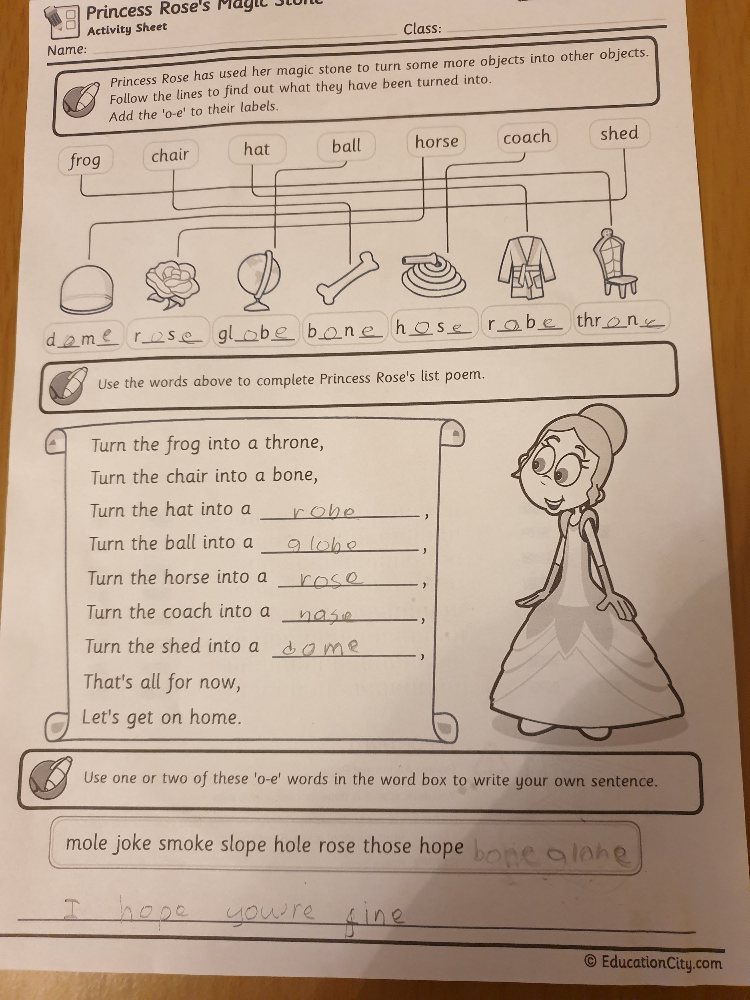 Princess Rose's Magic Stone
Activity Sheet
Name:
Class:
Princess Rose has used her magic stone to turn some more objects into other objects.
Follow the lines to find out what they have been turned into.
Add the 'o-e' to their labels.
frog chair hat ball horse coach shed
dome rose globe bone hose robe throne
Use the words above to complete Princess Rose's list poem.
Turn the frog into a throne,
Turn the chair into a bone,
Turn the hat into a robe,
Turn the ball into a globe,
Turn the horse into a rose,
Turn the coach into a hose,
Turn the shed into a dome,
That's all for now,
Let's get on home.
Use one or two of these 'o-e' words in the word box to write your own sentence.
mole joke smoke slope hole rose those hope bone alone
I hope you're fine
© EducationCity.com